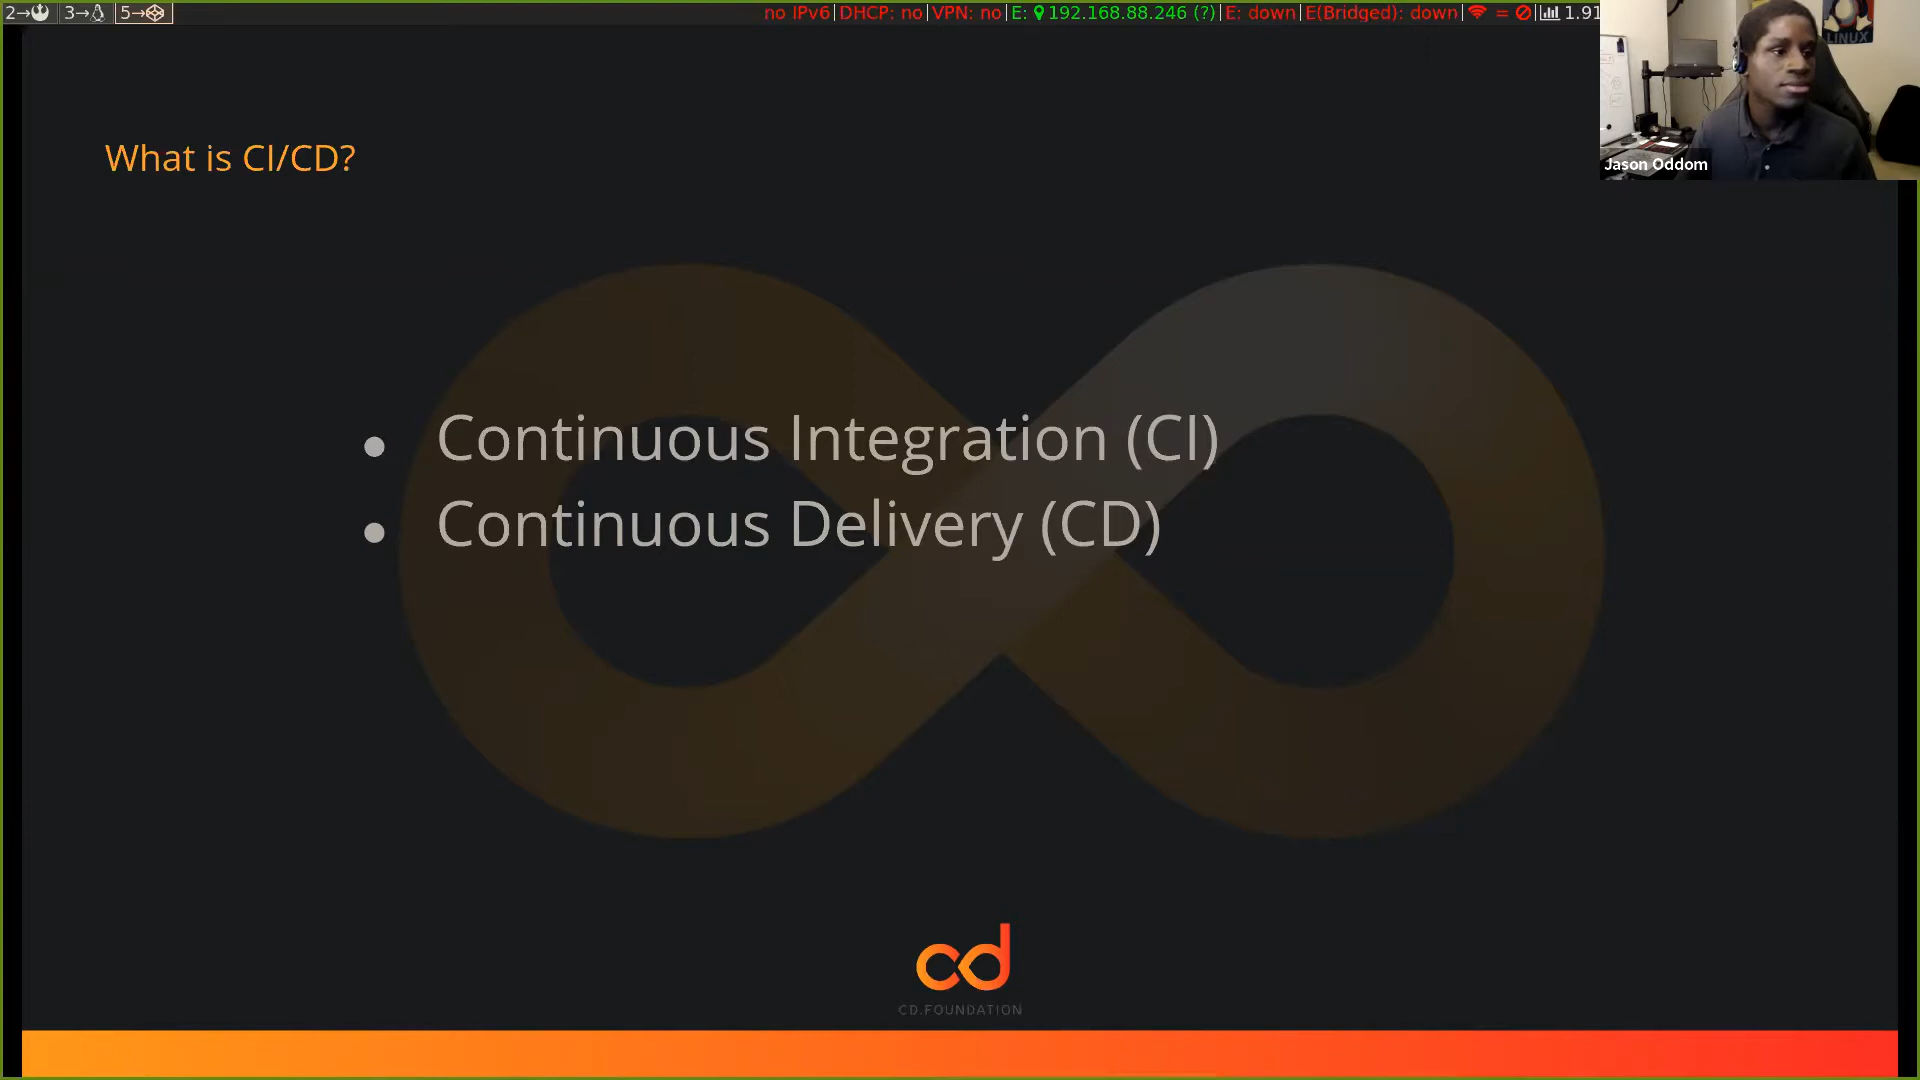 2→ 3→ 5→ no IPv6|DHCP: no|VPN: no|E: 192.168.88.246 (?)|E: down|E(Bridged): down| = | 1.91
LINUX
Jason Oddom
What is CI/CD?
● Continuous Integration (CI)
● Continuous Delivery (CD)
cd
CD.FOUNDATION